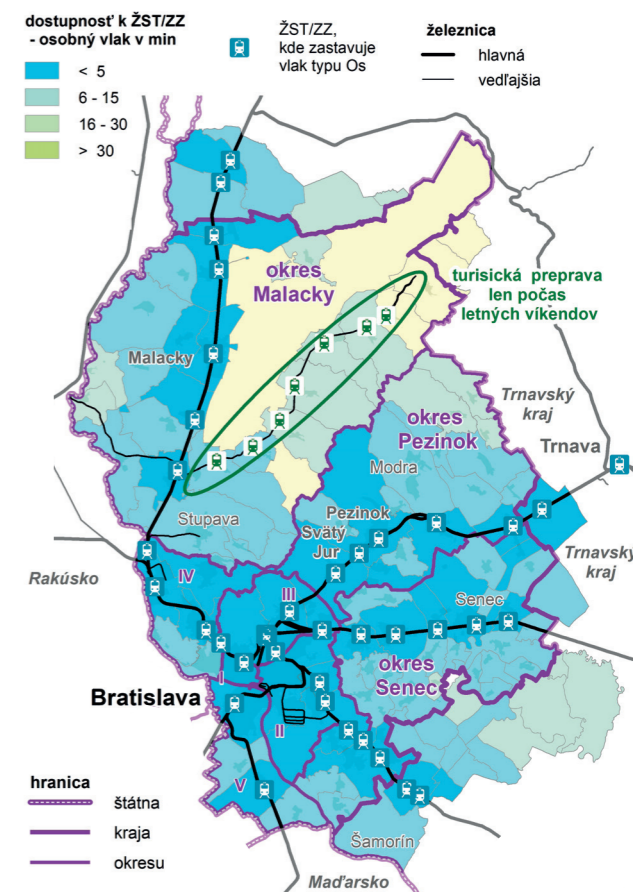 dostupnosť k ŽST/ZZ
- osobný vlak v min
< 5
6 - 15
16 - 30
> 30
ŽST/ZZ,
kde zastavuje
vlak typu Os
železnica
hlavná
vedľajšia
okres
Malacky
turisická preprava
len počas
letných víkendov
Malacky
Trnavský
kraj
okres
Pezinok
Trnava
Modra
Stupava
Pezinok
Svätý
Jur
Trnavský
kraj
Rakúsko
IV
III
Senec
okres
Senec
I
Bratislava
II
V
hranica
štátna
kraja
okresu
Šamorín
Maďarsko